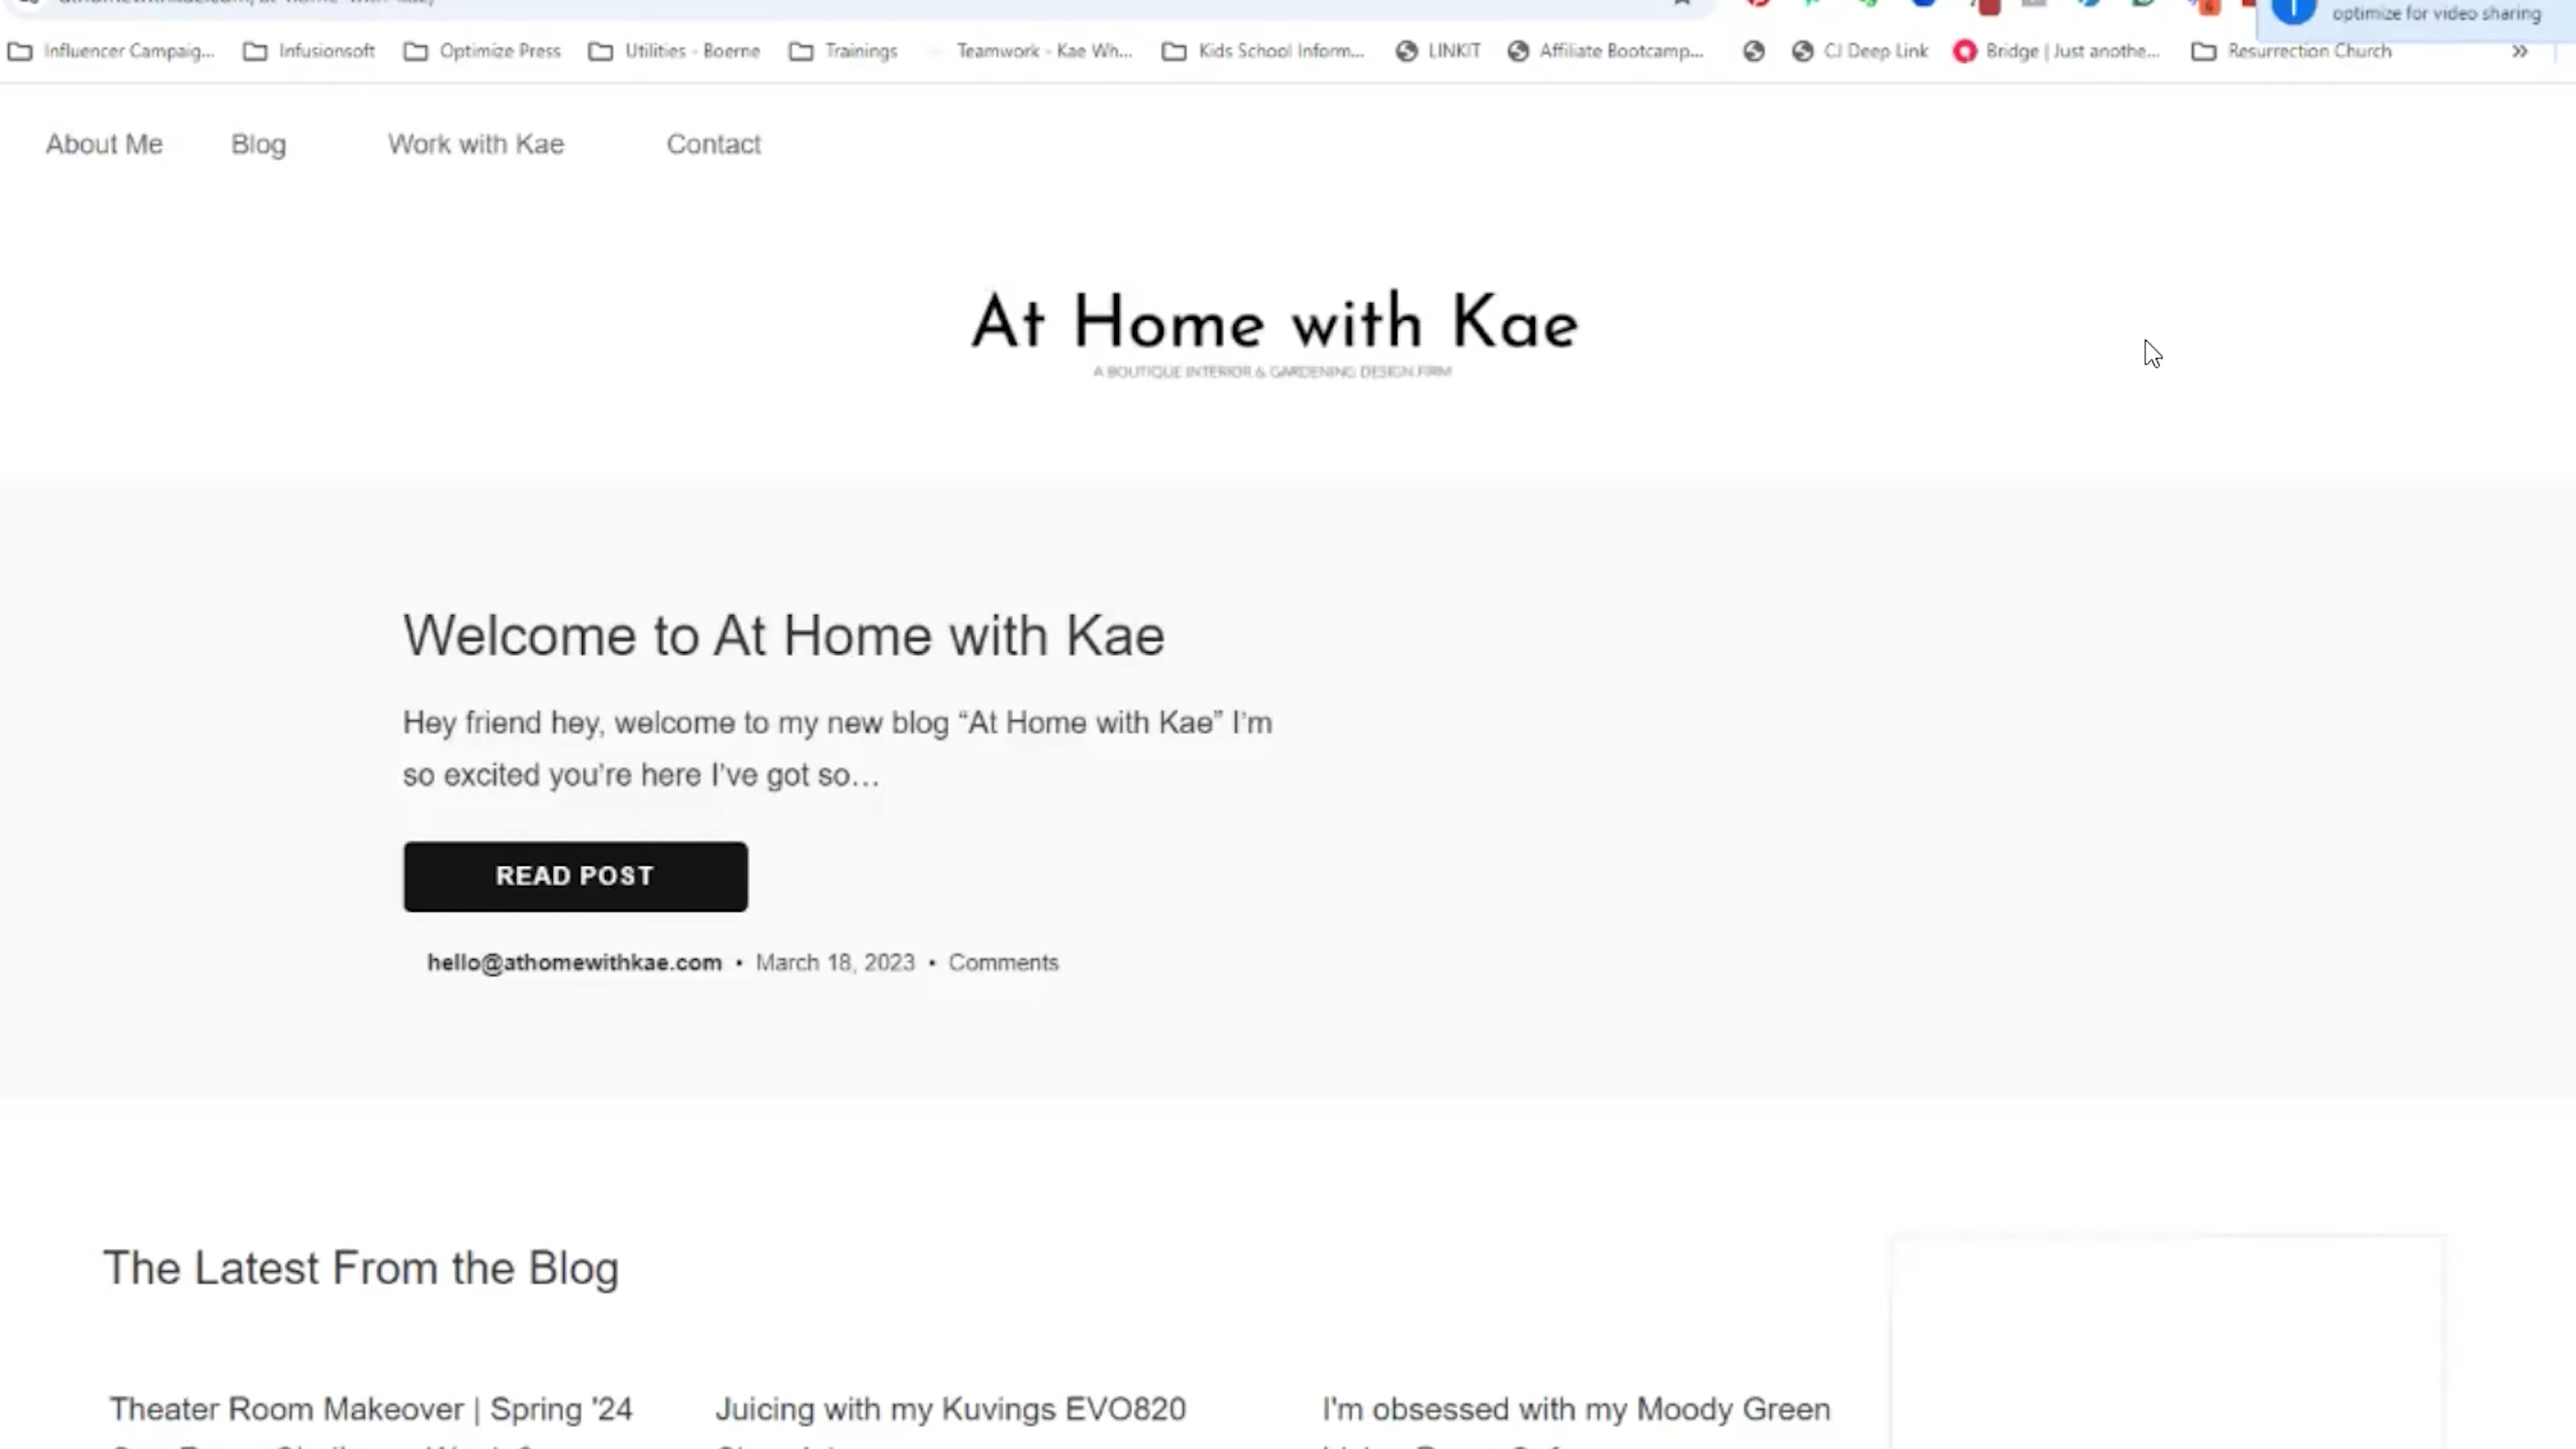 optimize for video sharing
Influencer Campaig... Infusionsoft Optimize Press Utilities - Boerne Trainings Teamwork - Kae Wh... Kids School Inform... LINKIT Affiliate Bootcamp... CJ Deep Link Bridge | Just anothe... Resurrection Church »
About Me Blog Work with Kae Contact
At Home with Kae
A BOUTIQUE INTERIOR & GARDENING DESIGN FIRM
Welcome to At Home with Kae
Hey friend hey, welcome to my new blog “At Home with Kae” I’m
so excited you’re here I’ve got so…
READ POST
hello@athomewithkae.com • March 18, 2023 • Comments
The Latest From the Blog
Theater Room Makeover | Spring '24 Juicing with my Kuvings EVO820 I'm obsessed with my Moody Green